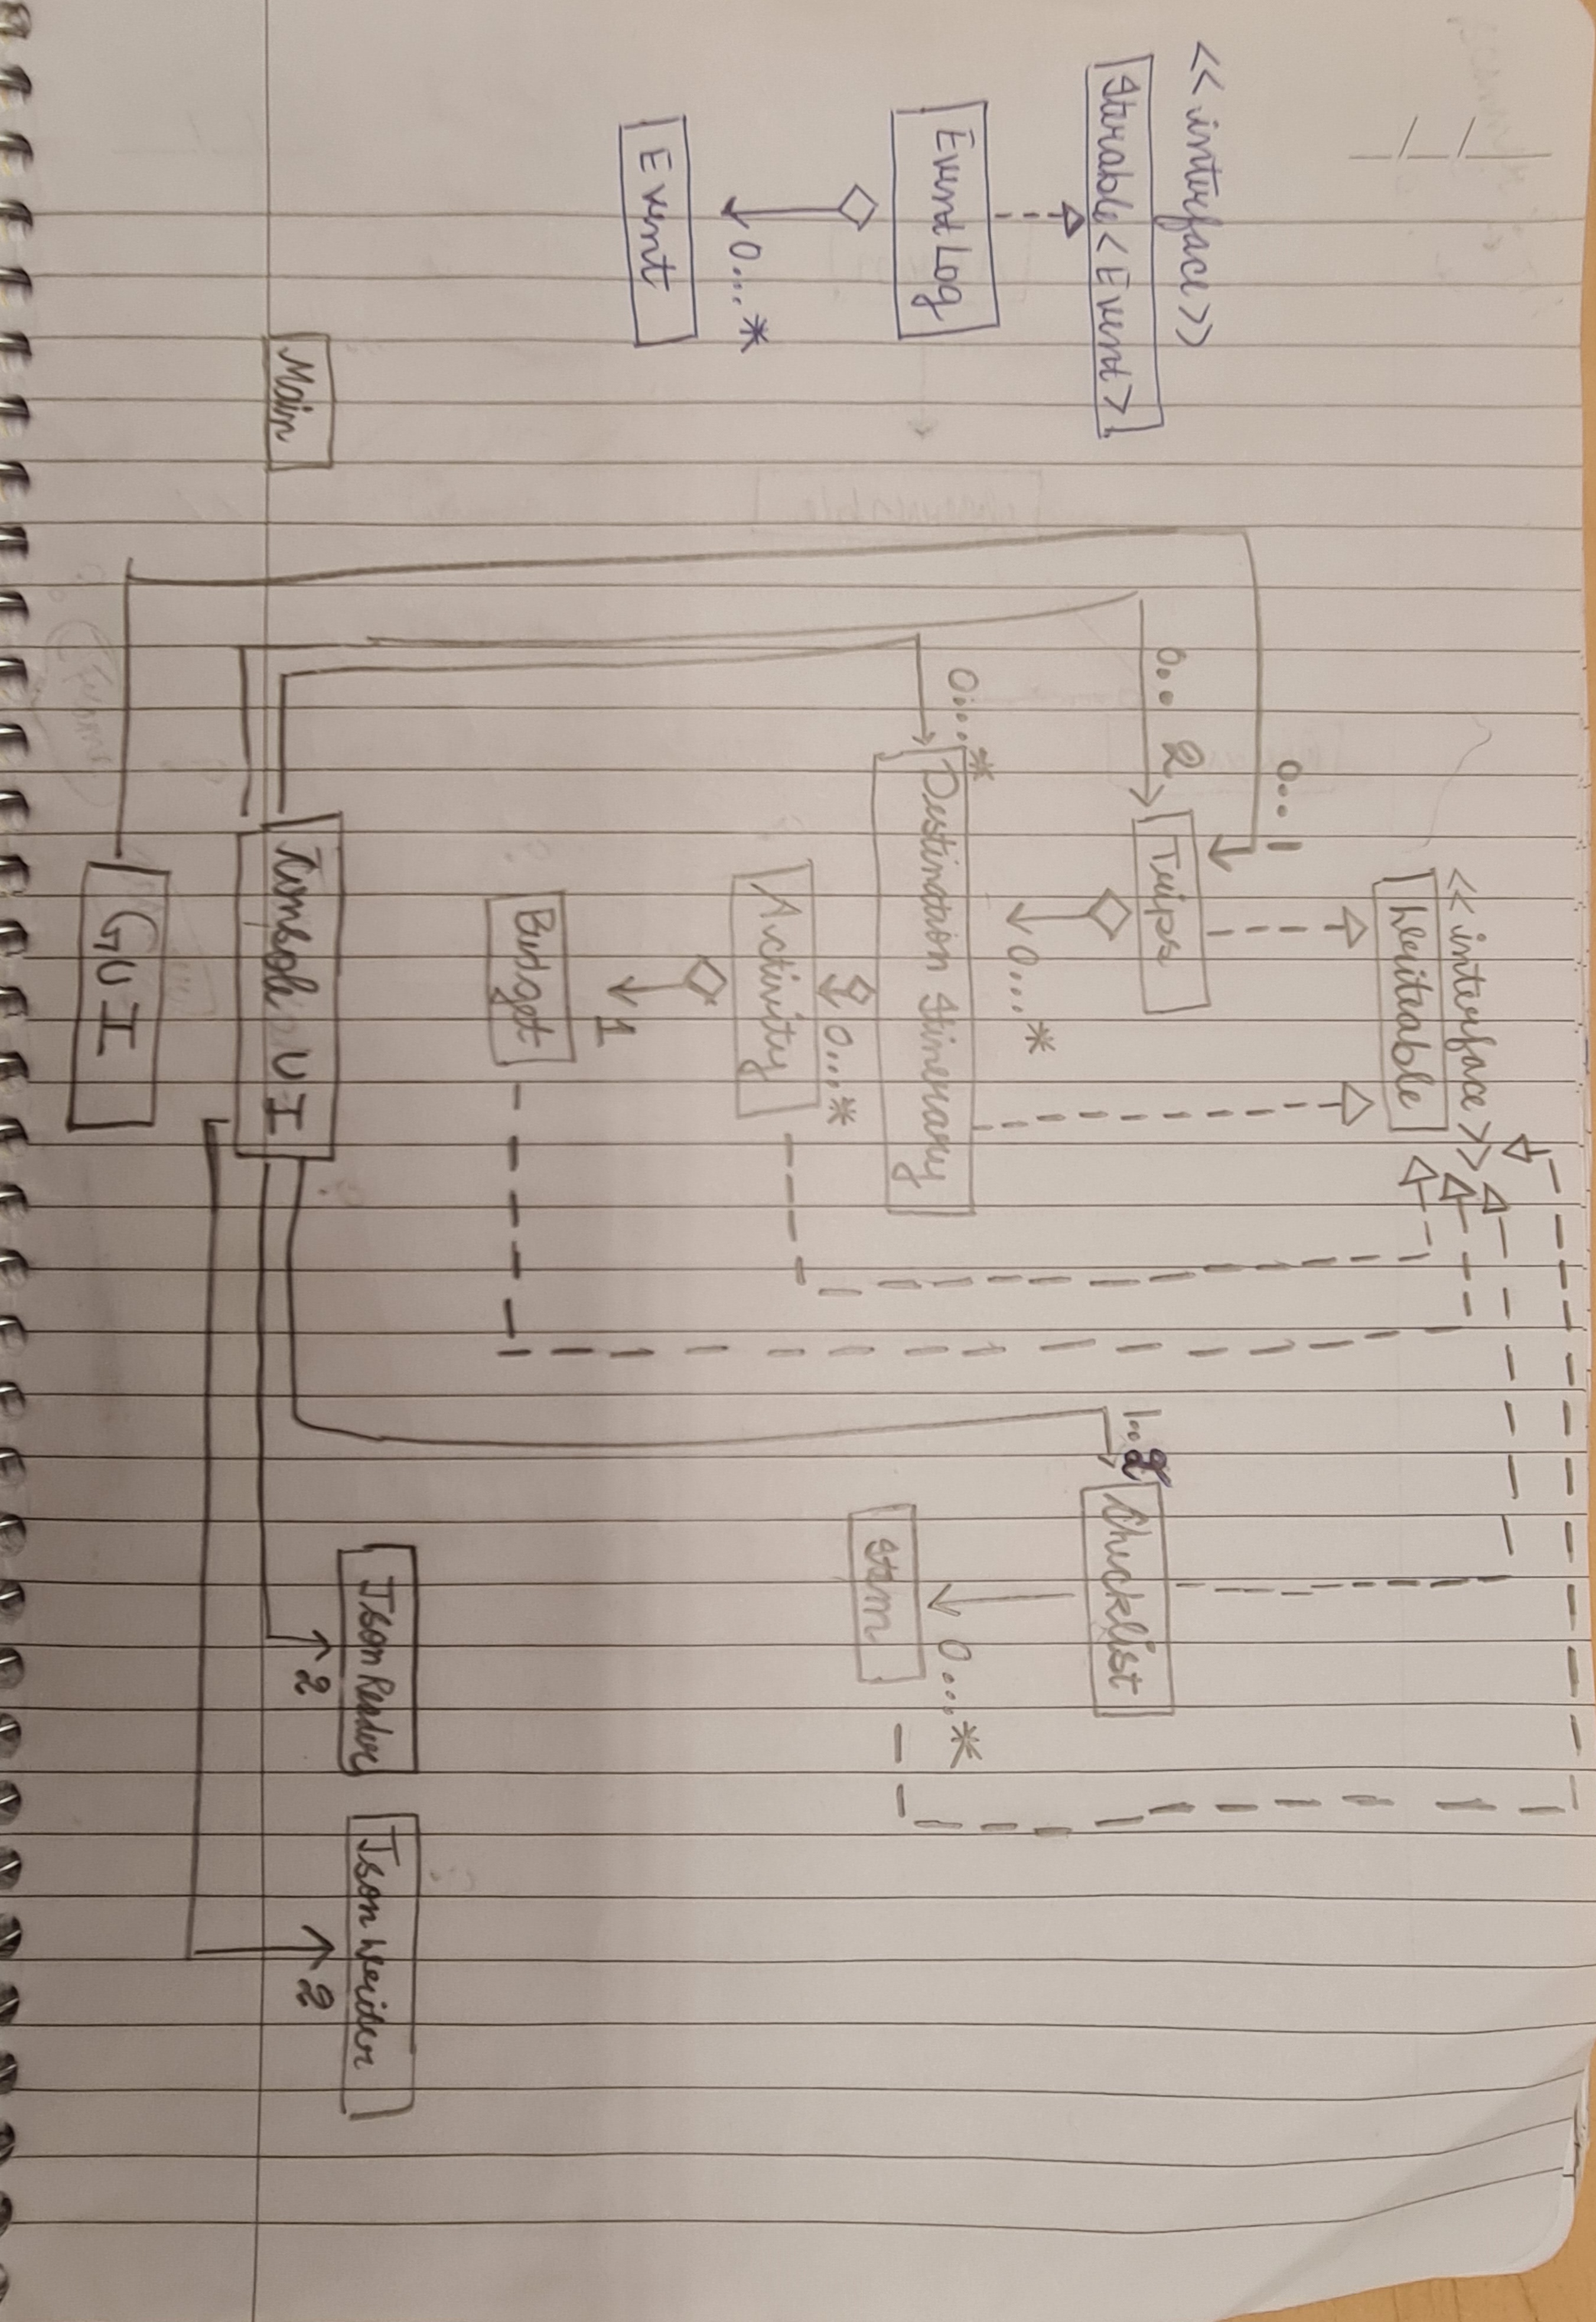 << interface >>
Writeable
0.. 1
<< interface >>
Iterable <Event>
0.. 2
Trips
1.. 2
Checklist
0...*
0...*
EventLog
Destination Itinerary
0...*
Item
0...*
0...*
Activity
Event
1
Budget
Json Reader
Json Writer
Main
Console UI
2
2
GUI